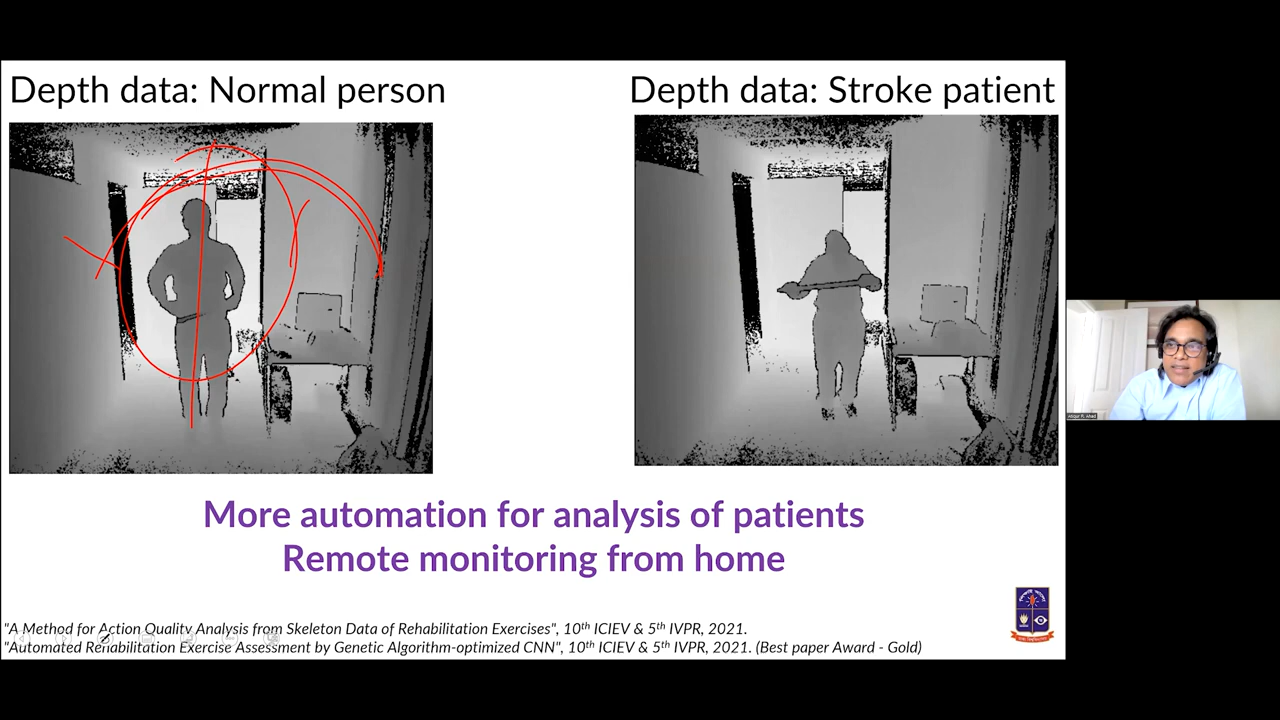 Depth data: Normal person
Depth data: Stroke patient
More automation for analysis of patients
Remote monitoring from home
"A Method for Action Quality Analysis from Skeleton Data of Rehabilitation Exercises", 10th ICIEV & 5th IVPR, 2021.
"Automated Rehabilitation Exercise Assessment by Genetic Algorithm-optimized CNN", 10th ICIEV & 5th IVPR, 2021. (Best paper Award - Gold)